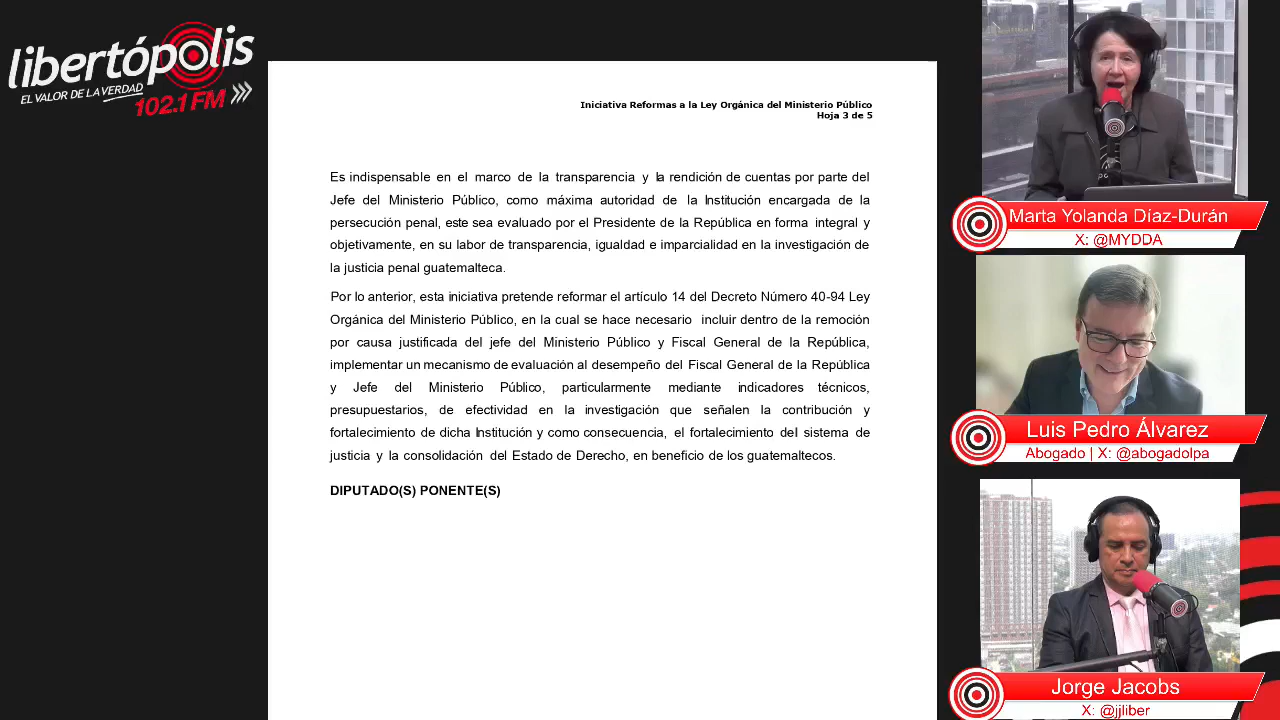 libertópolis
EL VALOR DE LA VERDAD
102.1 FM
Iniciativa Reformas a la Ley Orgánica del Ministerio Público
Hoja 3 de 5
Es indispensable en el marco de la transparencia y la rendición de cuentas por parte del
Jefe del Ministerio Público, como máxima autoridad de la Institución encargada de la
persecución penal, este sea evaluado por el Presidente de la República en forma integral y
objetivamente, en su labor de transparencia, igualdad e imparcialidad en la investigación de
la justicia penal guatemalteca.
Por lo anterior, esta iniciativa pretende reformar el artículo 14 del Decreto Número 40-94 Ley
Orgánica del Ministerio Público, en la cual se hace necesario incluir dentro de la remoción
por causa justificada del jefe del Ministerio Público y Fiscal General de la República,
implementar un mecanismo de evaluación al desempeño del Fiscal General de la República
y Jefe del Ministerio Público, particularmente mediante indicadores técnicos,
presupuestarios, de efectividad en la investigación que señalen la contribución y
fortalecimiento de dicha Institución y como consecuencia, el fortalecimiento del sistema de
justicia y la consolidación del Estado de Derecho, en beneficio de los guatemaltecos.
DIPUTADO(S) PONENTE(S)
Marta Yolanda Díaz-Durán
X: @MYDDA
Luis Pedro Álvarez
Abogado | X: @abogadolpa
Jorge Jacobs
X: @jjliber